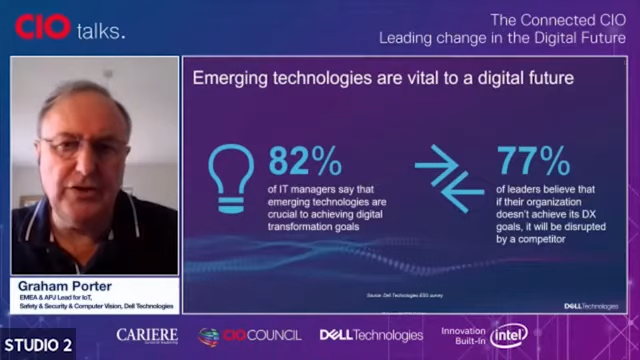 CIO talks.
The Connected CIO
Leading change in the Digital Future
Emerging technologies are vital to a digital future
82%
of IT managers say that
emerging technologies are
crucial to achieving digital
transformation goals
77%
of leaders believe that
if their organization
doesn't achieve its DX
goals, it will be disrupted
by a competitor
Source: Dell Technologies ESG survey
DELLTechnologies
Graham Porter
EMEA & APJ Lead for IoT,
Safety & Security & Computer Vision, Dell Technologies
STUDIO 2
CARIERE
CIO COUNCIL
DELLTechnologies
Innovation
Built-In
intel